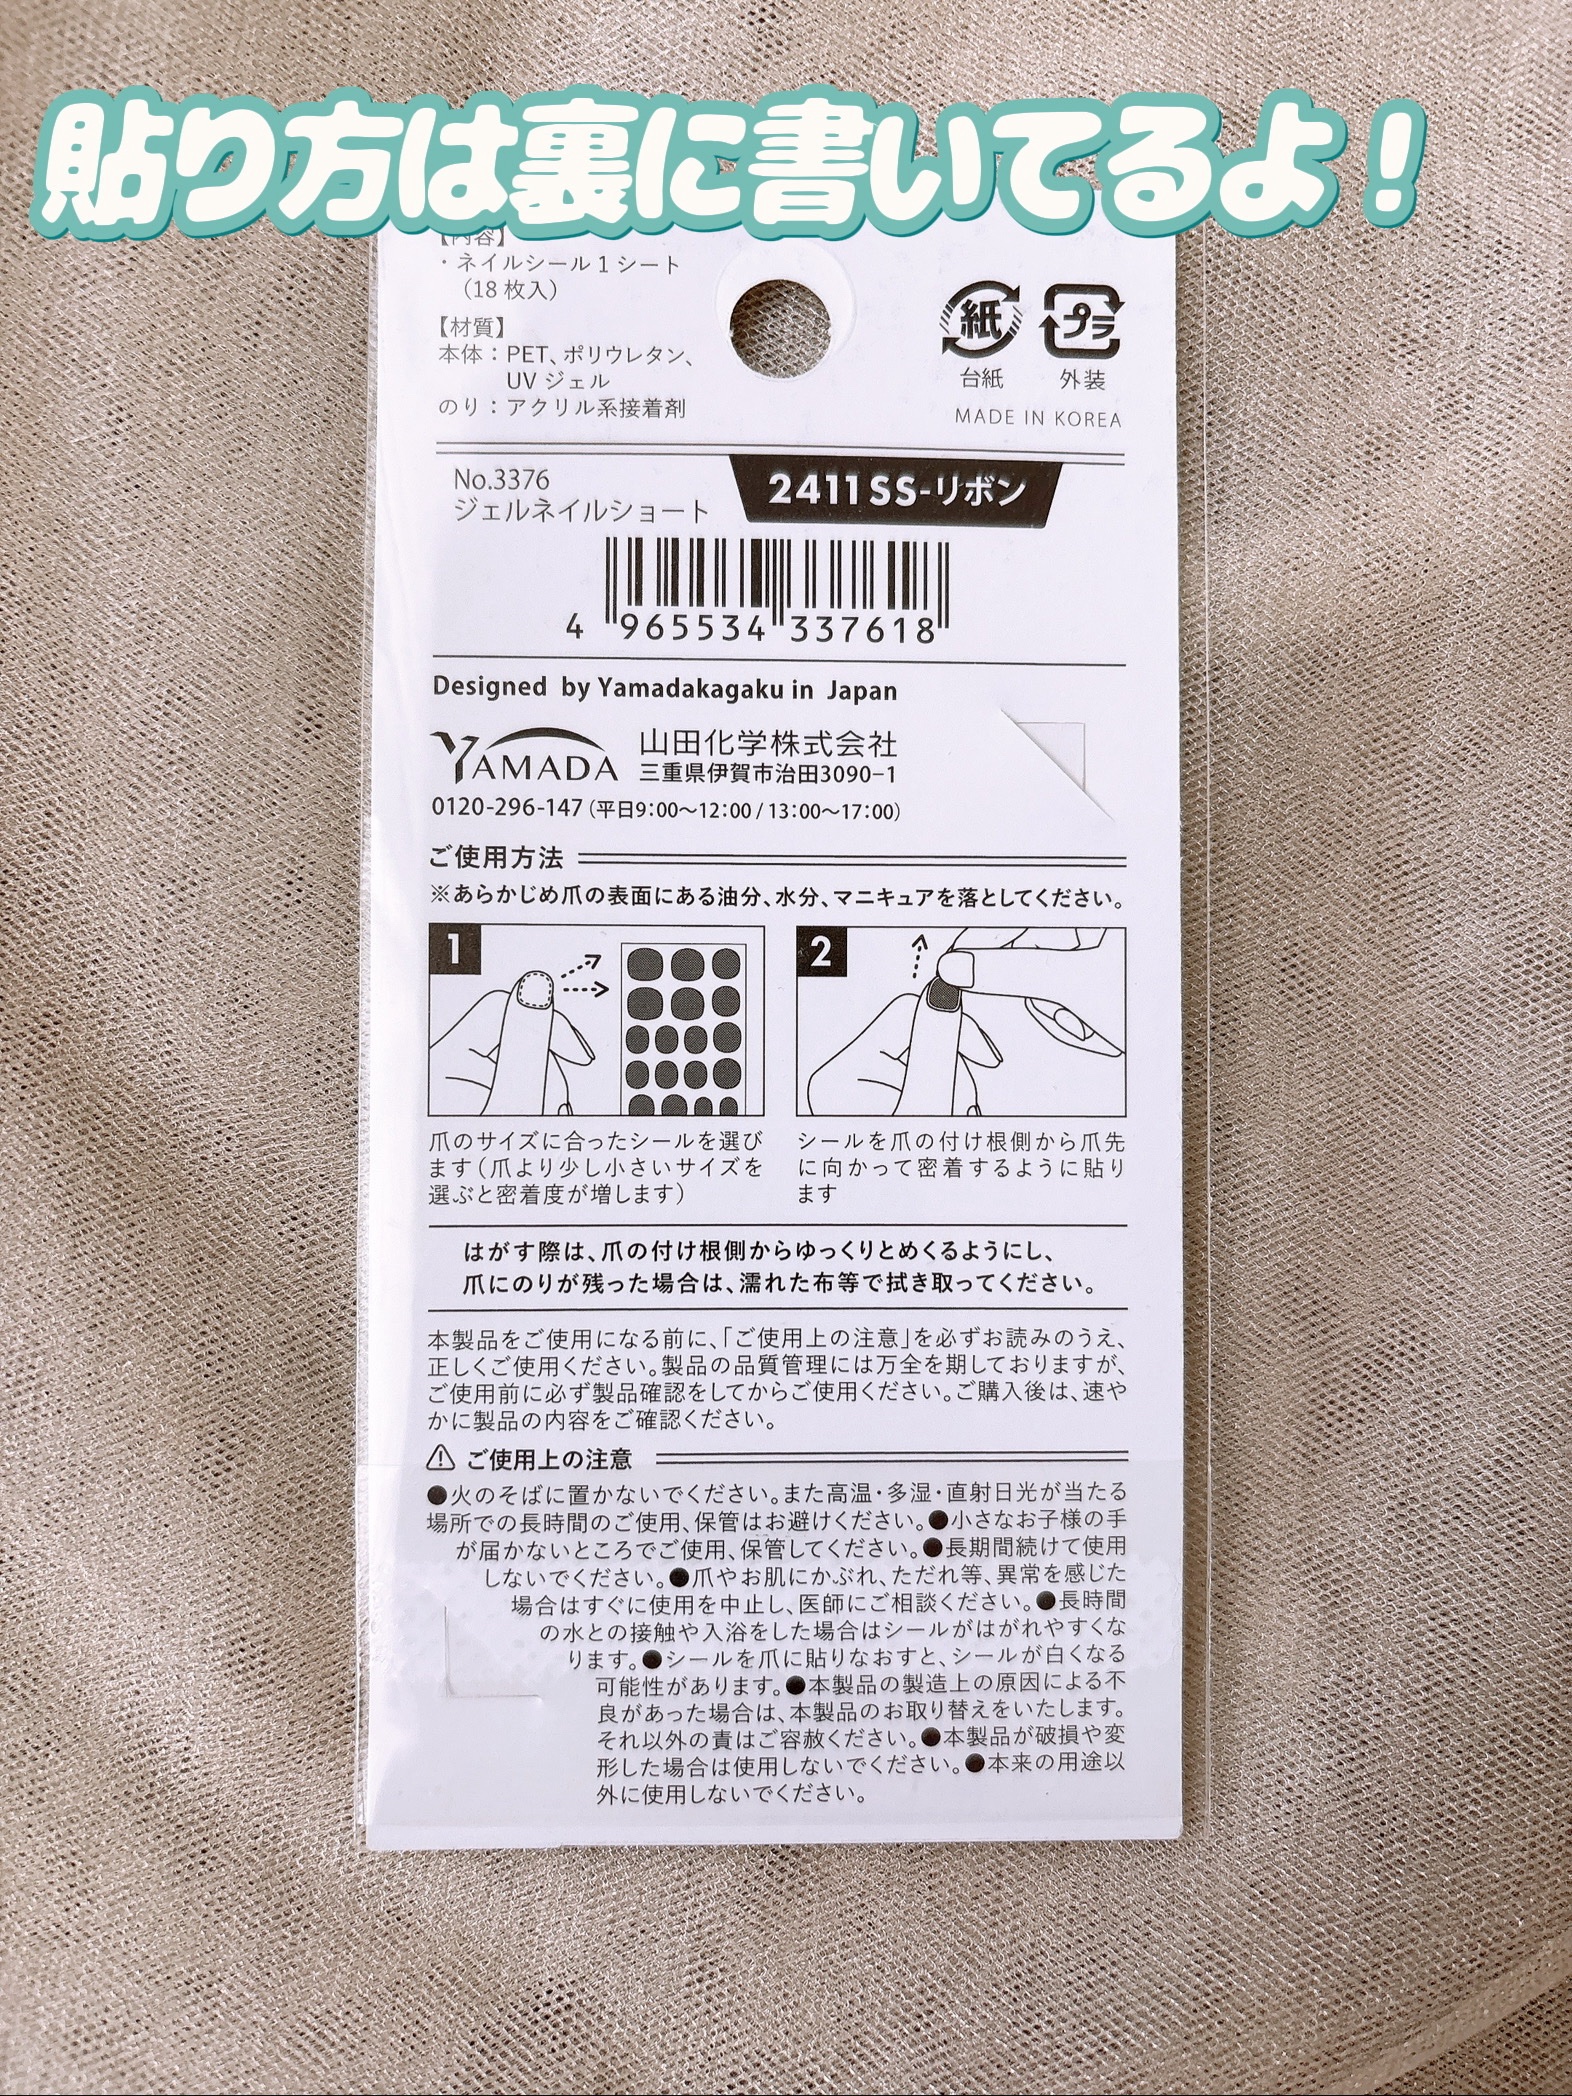 貼り方は裏に書いてるよ！
【内容】
・ネイルシール1シート
（18枚入）
【材質】
本体：PET、ポリウレタン、
UVジェル
のり：アクリル系接着剤
紙
プラ
台紙
外装
MADE IN KOREA
No.3376
ジェルネイルショート
2411SS-リボン
4 965534 337618
Designed by Yamadakagaku in Japan
YAMADA
山田化学株式会社
三重県伊賀市治田3090-1
0120-296-147（平日9:00～12:00 / 13:00～17:00）
ご使用方法
※あらかじめ爪の表面にある油分、水分、マニキュアを落としてください。
1
2
爪のサイズに合ったシールを選び
ます（爪より少し小さいサイズを
選ぶと密着度が増します）
シールを爪の付け根側から爪先
に向かって密着するように貼り
ます
はがす際は、爪の付け根側からゆっくりとめくるようにし、
爪にのりが残った場合は、濡れた布等で拭き取ってください。
本製品をご使用になる前に、「ご使用上の注意」を必ずお読みのうえ、
正しくご使用ください。製品の品質管理には万全を期しておりますが、
ご使用前に必ず製品確認をしてからご使用ください。ご購入後は、速や
かに製品の内容をご確認ください。
⚠ ご使用上の注意
●火のそばに置かないでください。また高温・多湿・直射日光が当たる
場所での長時間のご使用、保管はお避けください。●小さなお子様の手
が届かないところでご使用、保管してください。●長期間続けて使用
しないでください。●爪やお肌にかぶれ、ただれ等、異常を感じた
場合はすぐに使用を中止し、医師にご相談ください。●長時間
の水との接触や入浴をした場合はシールがはがれやすくな
ります。●シールを爪に貼りなおすと、シールが白くなる
可能性があります。●本製品の製造上の原因による不
良があった場合は、本製品のお取り替えをいたします。
それ以外の責はご容赦ください。●本製品が破損や変
形した場合は使用しないでください。●本来の用途以
外に使用しないでください。